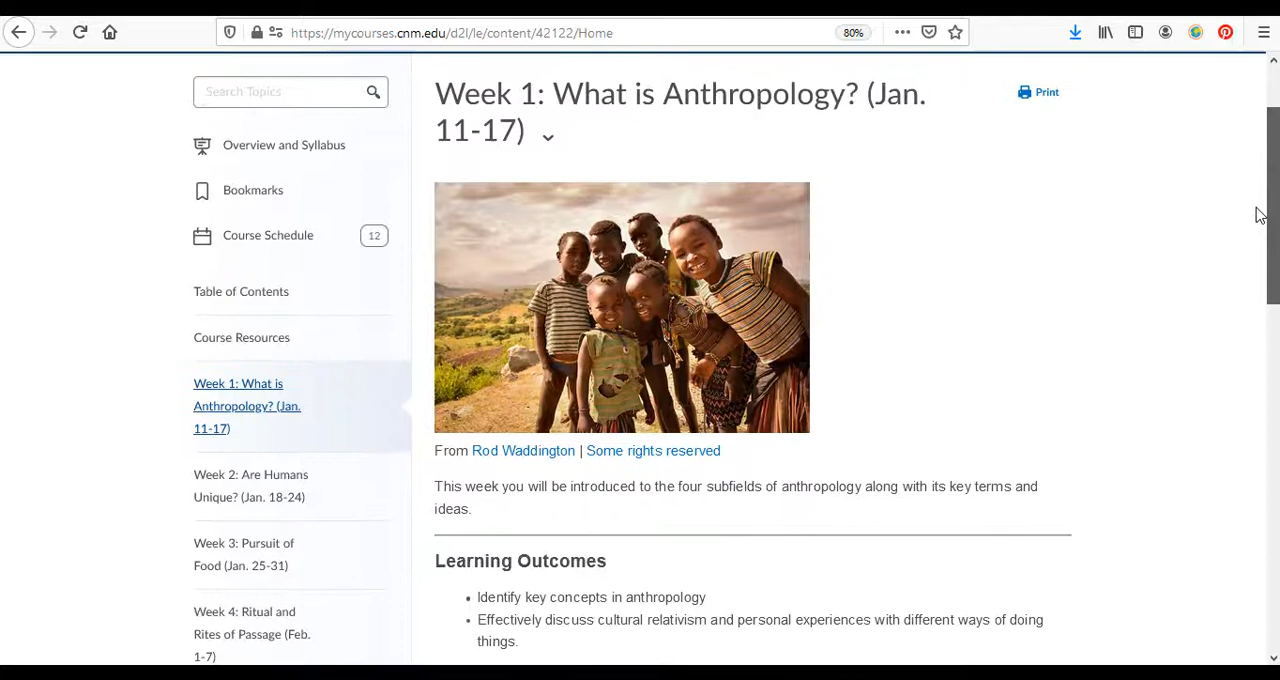 https://mycourses.cnm.edu/d2l/le/content/42122/Home
80%
Search Topics
Overview and Syllabus
Bookmarks
Course Schedule
12
Table of Contents
Course Resources
Week 1: What is
Anthropology? (Jan.
11-17)
Week 2: Are Humans
Unique? (Jan. 18-24)
Week 3: Pursuit of
Food (Jan. 25-31)
Week 4: Ritual and
Rites of Passage (Feb.
1-7)
Week 1: What is Anthropology? (Jan.
11-17)
Print
From Rod Waddington | Some rights reserved
This week you will be introduced to the four subfields of anthropology along with its key terms and
ideas.
Learning Outcomes
• Identify key concepts in anthropology
• Effectively discuss cultural relativism and personal experiences with different ways of doing
things.